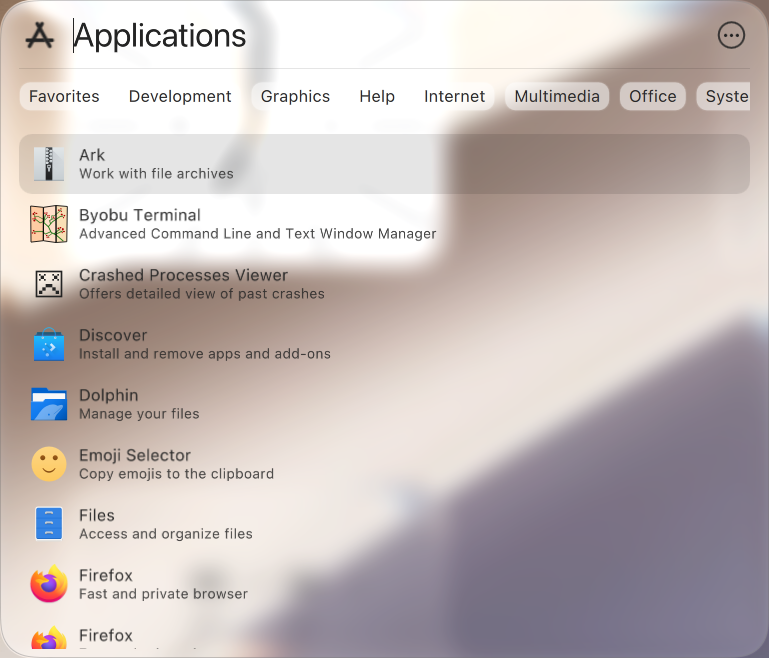 Applications
Favorites Development Graphics Help Internet Multimedia Office Syste
Ark
Work with file archives
Byobu Terminal
Advanced Command Line and Text Window Manager
Crashed Processes Viewer
Offers detailed view of past crashes
Discover
Install and remove apps and add-ons
Dolphin
Manage your files
Emoji Selector
Copy emojis to the clipboard
Files
Access and organize files
Firefox
Fast and private browser
Firefox